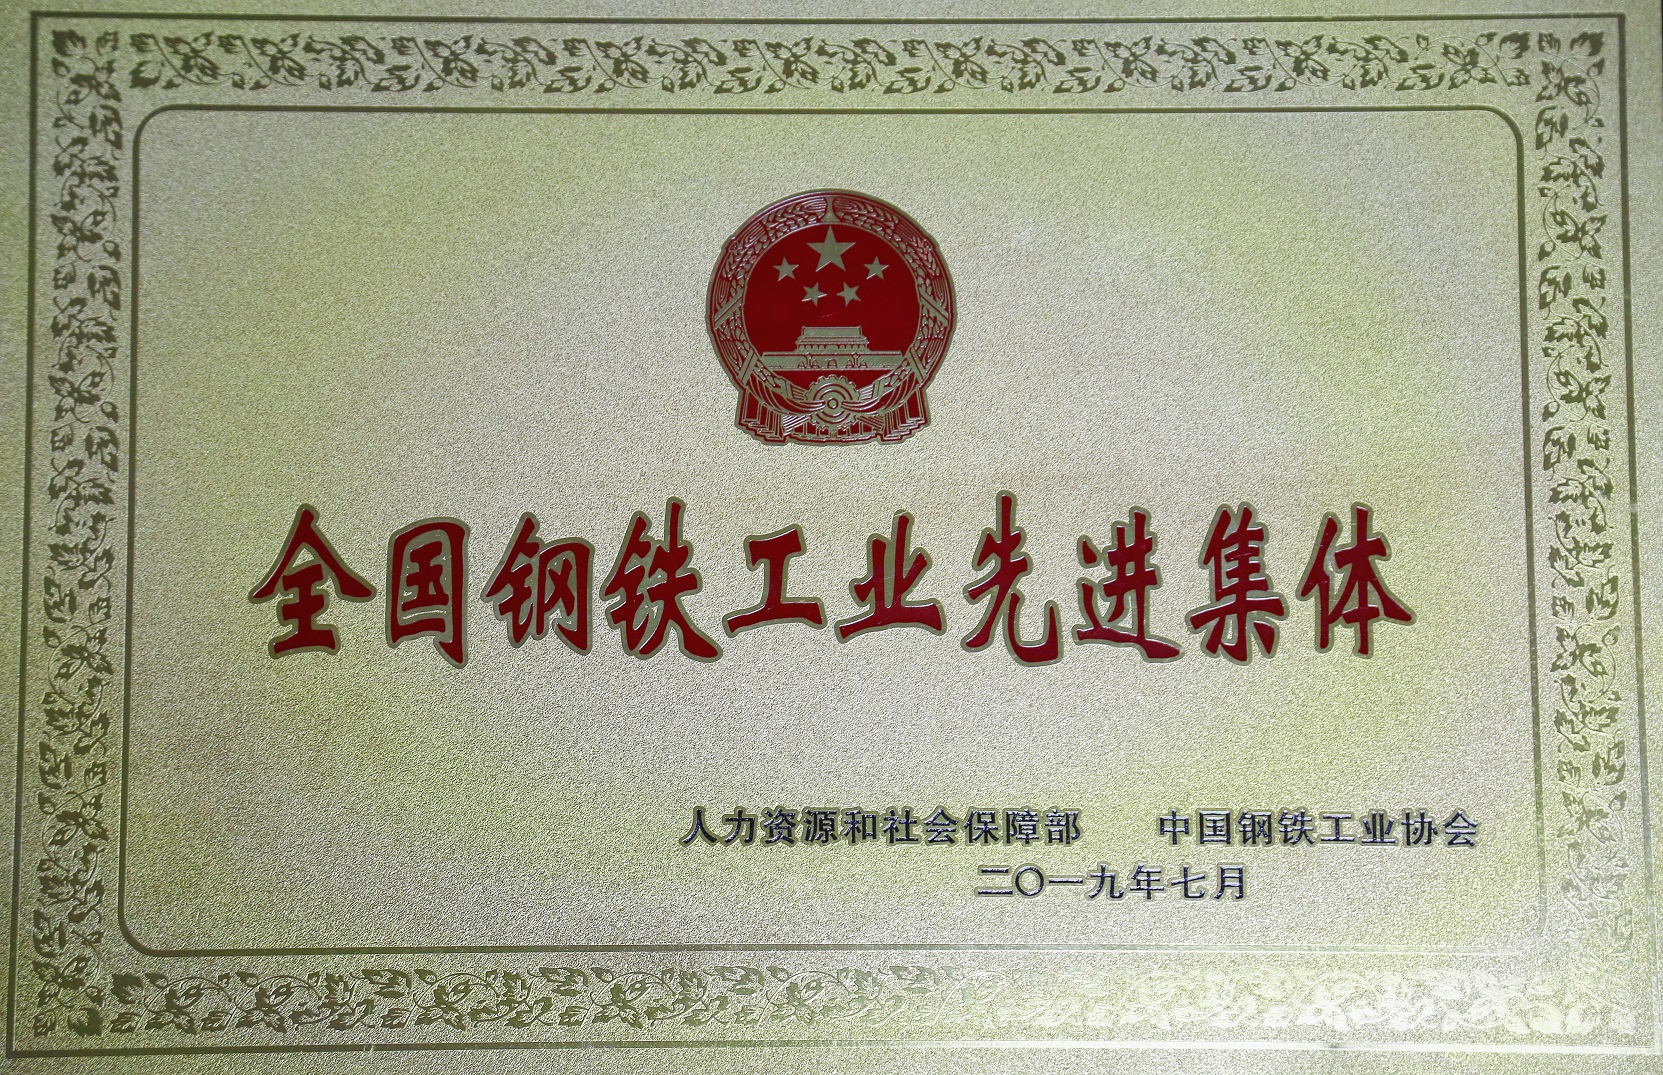 全国钢铁工业先进集体
人力资源和社会保障部 中国钢铁工业协会
二〇一九年七月